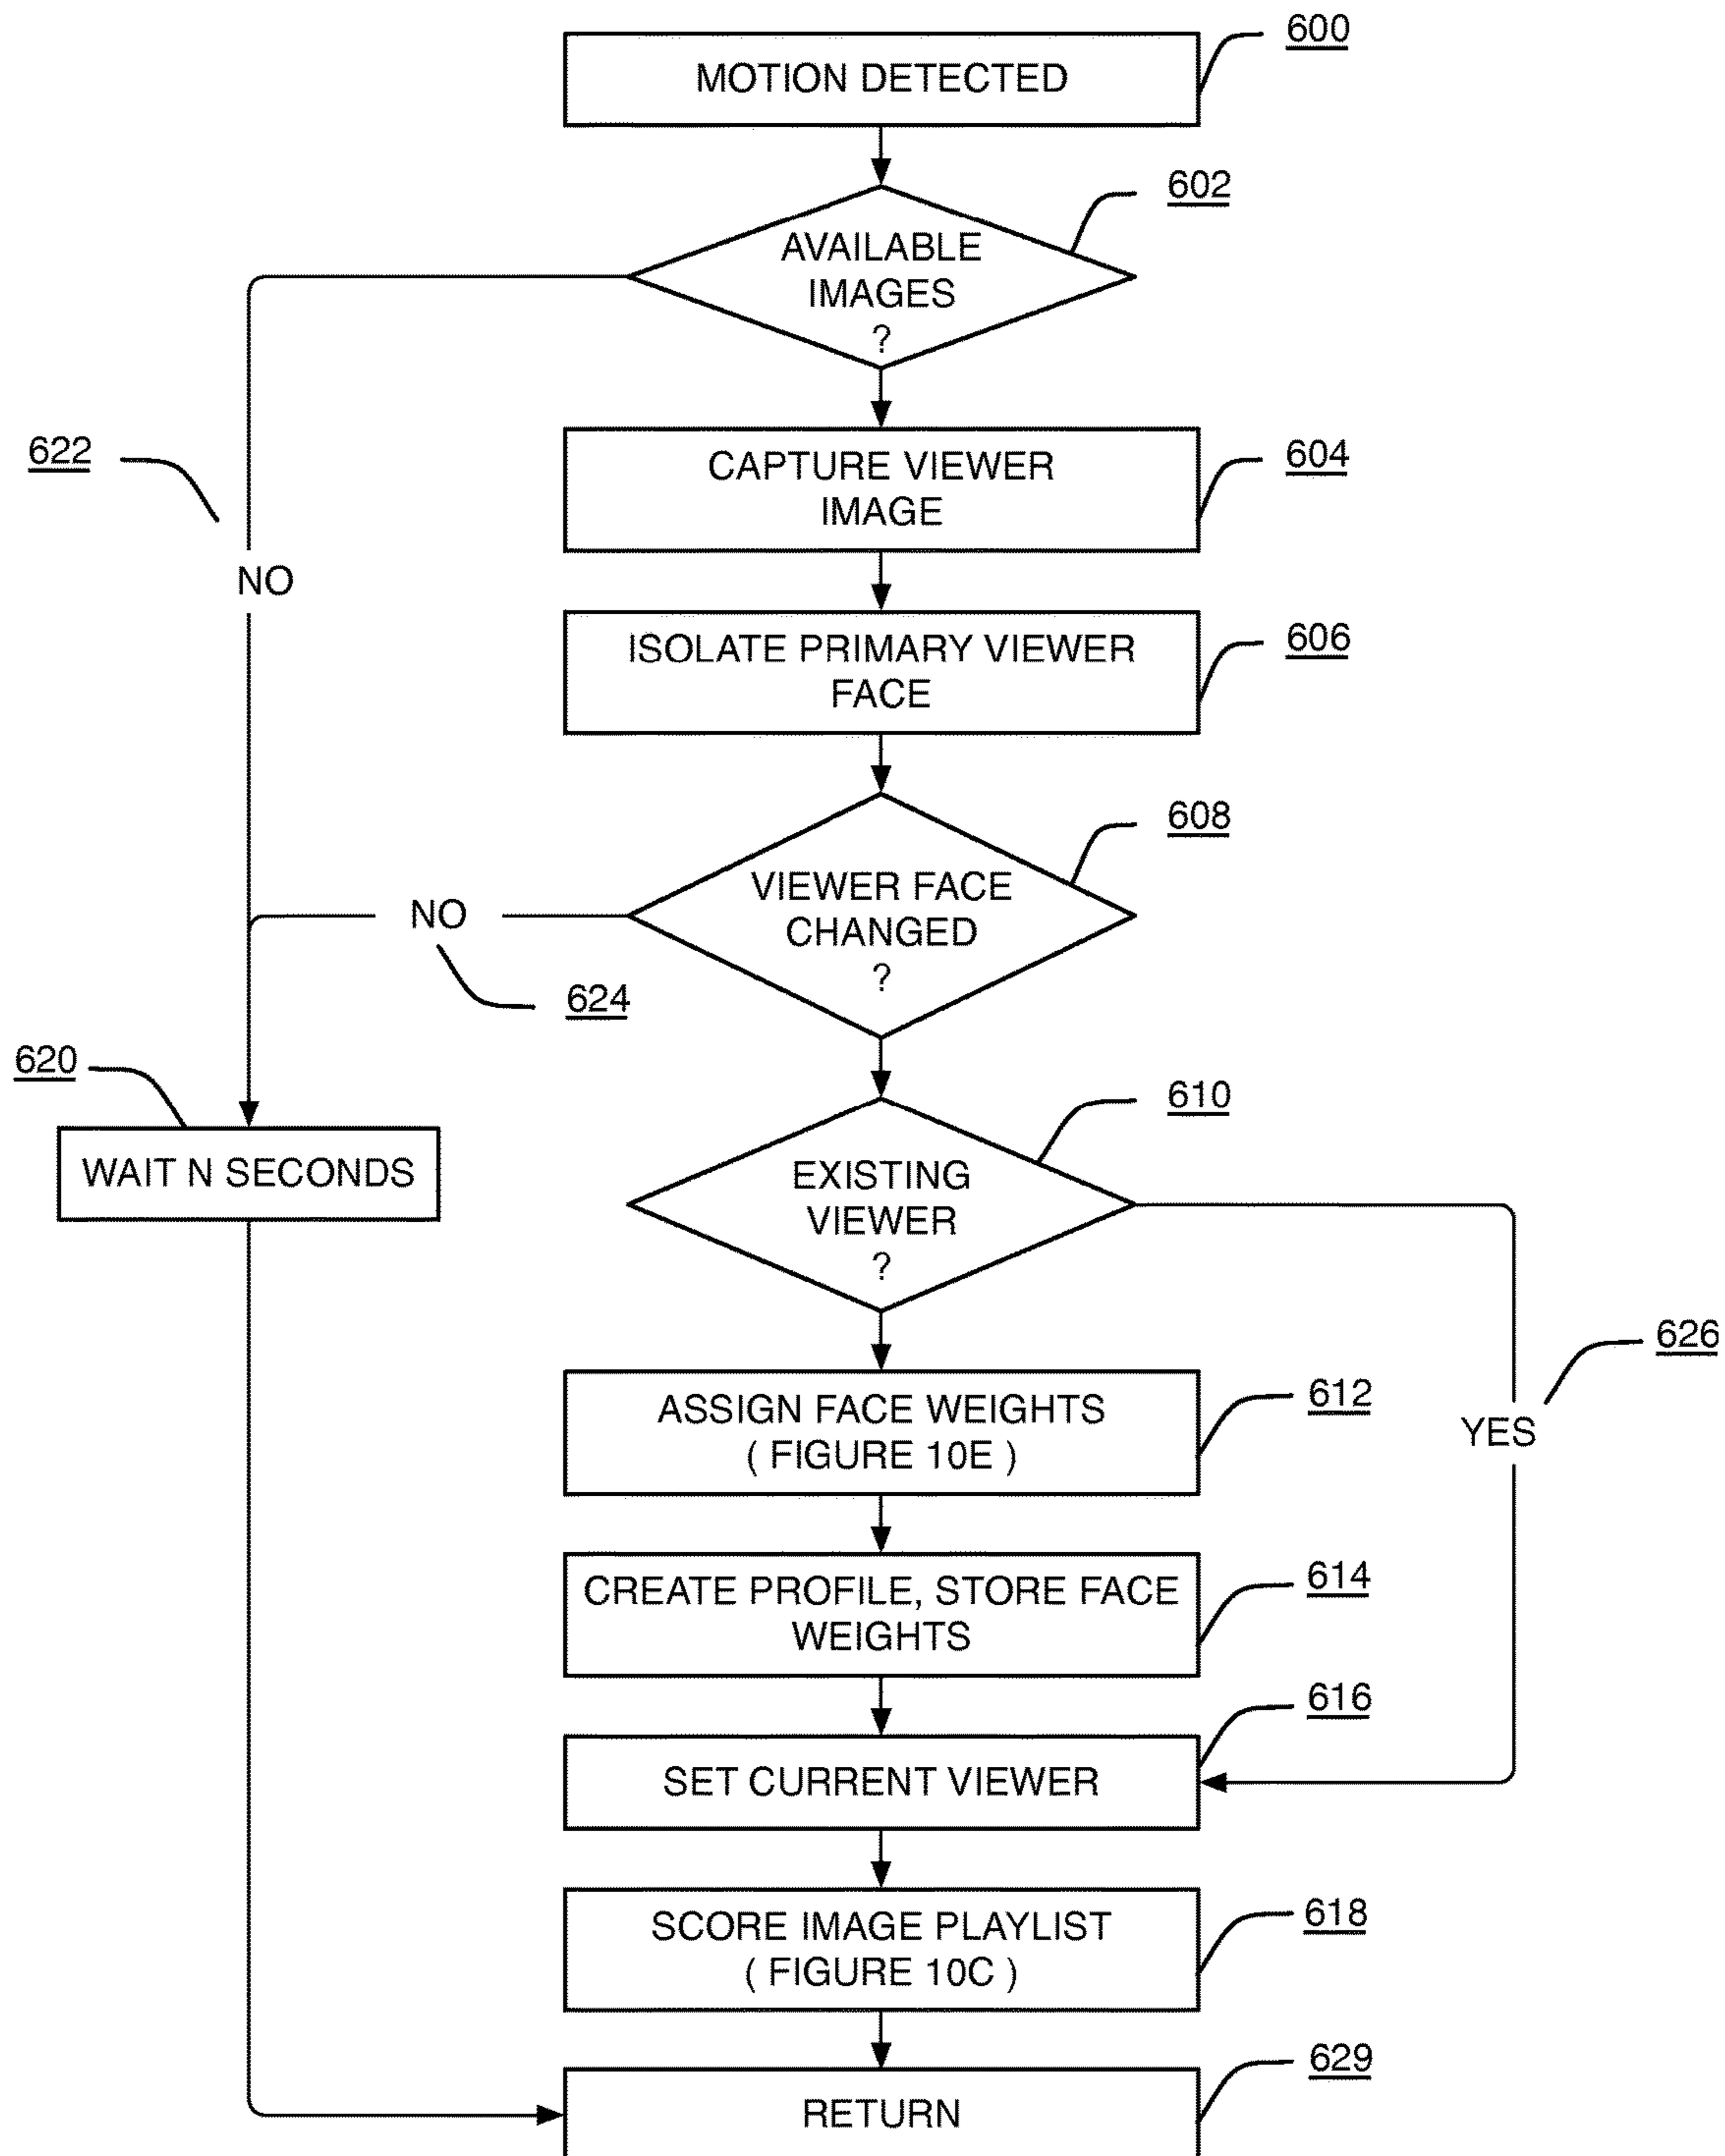 600
MOTION DETECTED
602
AVAILABLE
IMAGES
?
604
CAPTURE VIEWER
IMAGE
622
NO
606
ISOLATE PRIMARY VIEWER
FACE
608
VIEWER FACE
CHANGED
?
NO
624
620
WAIT N SECONDS
610
EXISTING
VIEWER
?
626
YES
612
ASSIGN FACE WEIGHTS
( FIGURE 10E )
614
CREATE PROFILE, STORE FACE
WEIGHTS
616
SET CURRENT VIEWER
618
SCORE IMAGE PLAYLIST
( FIGURE 10C )
629
RETURN